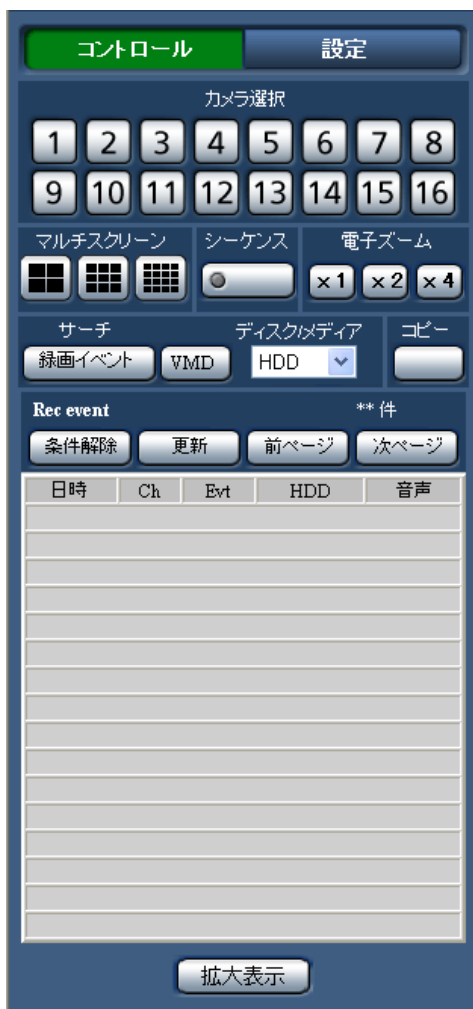 コントロール 設定
カメラ選択
1 2 3 4 5 6 7 8
9 10 11 12 13 14 15 16
マルチスクリーン シーケンス 電子ズーム
×1 ×2 ×4
サーチ ディスク/メディア コピー
録画イベント VMD HDD
Rec event ** 件
条件解除 更新 前ページ 次ページ
日時 Ch Evt HDD 音声
拡大表示